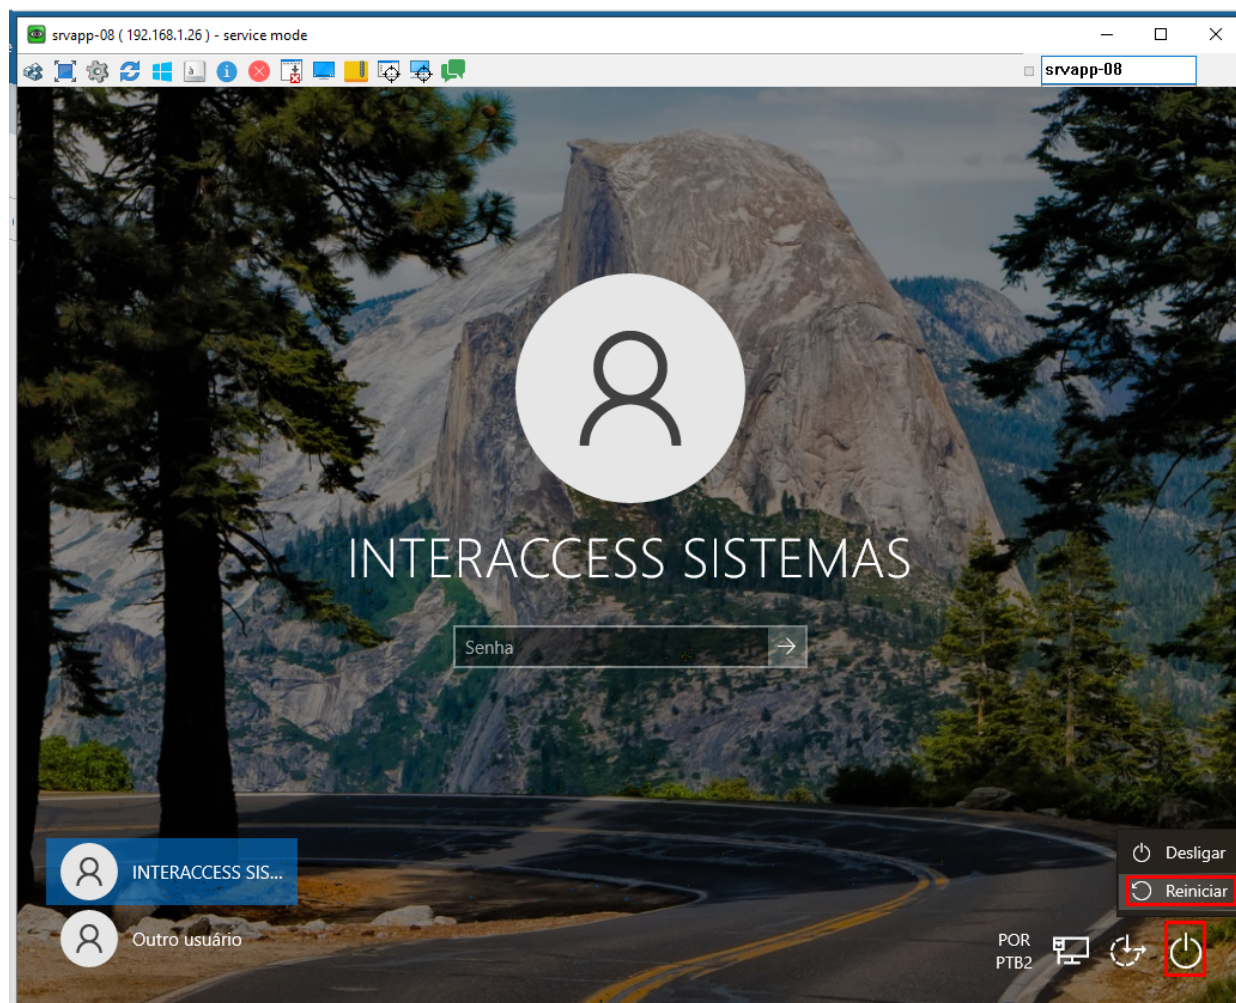 srvapp-08 ( 192.168.1.26 ) - service mode
srvapp-08
INTERACCESS SISTEMAS
Senha
INTERACCESS SIS...
Outro usuário
Desligar
Reiniciar
POR
PTB2